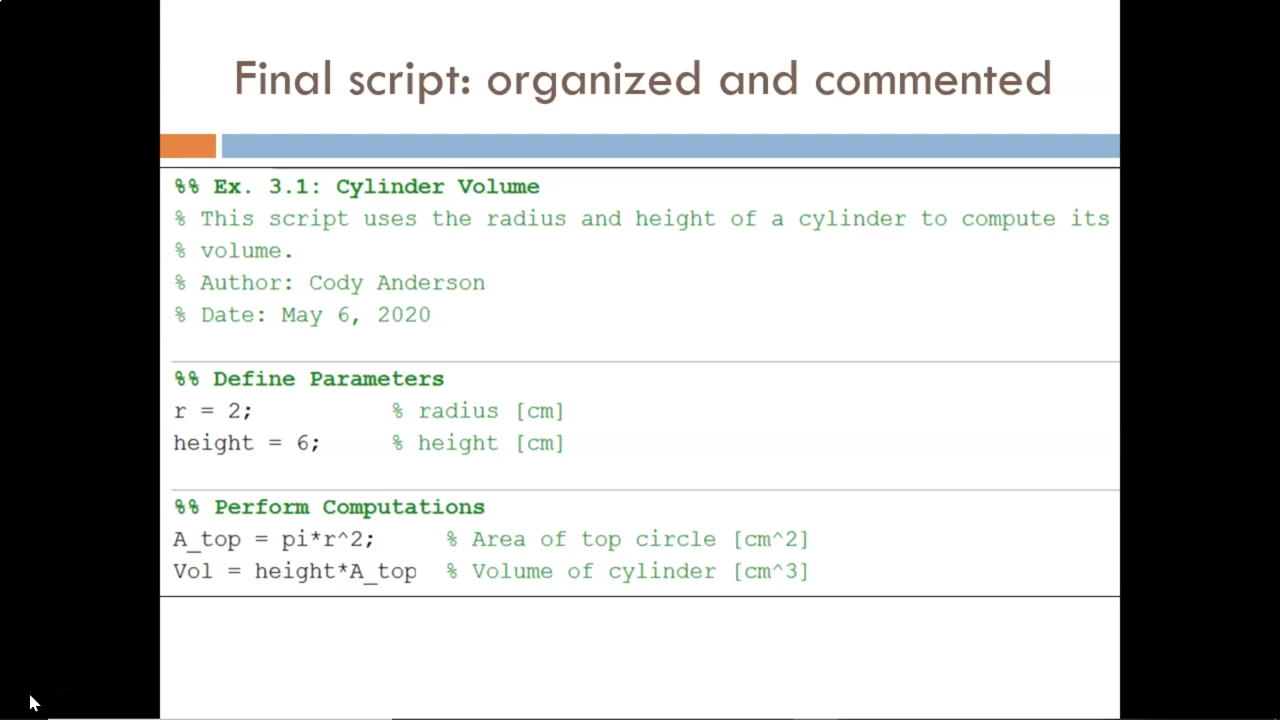 Final script: organized and commented
%% Ex. 3.1: Cylinder Volume
% This script uses the radius and height of a cylinder to compute its
% volume.
% Author: Cody Anderson
% Date: May 6, 2020
%% Define Parameters
r = 2; % radius [cm]
height = 6; % height [cm]
%% Perform Computations
A_top = pi*r^2; % Area of top circle [cm^2]
Vol = height*A_top % Volume of cylinder [cm^3]